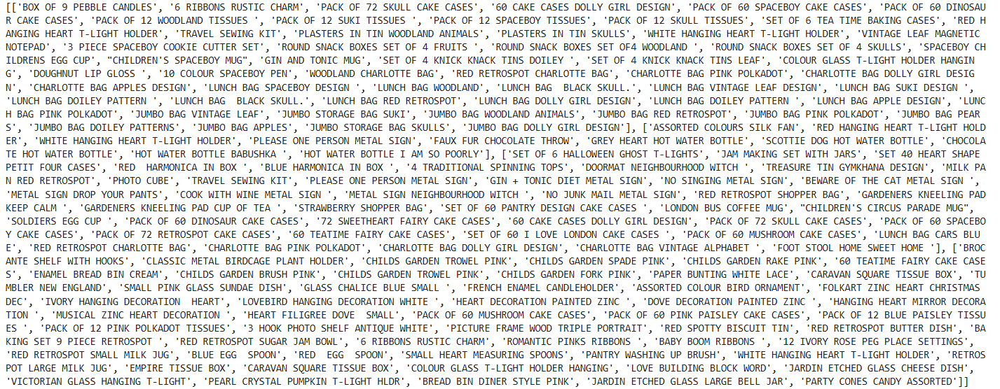 [['BOX OF 9 PEBBLE CANDLES', '6 RIBBONS RUSTIC CHARM', 'PACK OF 72 SKULL CAKE CASES', '60 CAKE CASES DOLLY GIRL DESIGN', 'PACK OF 60 SPACEBOY CAKE CASES', 'PACK OF 60 DINOSAU
R CAKE CASES', 'PACK OF 12 WOODLAND TISSUES ', 'PACK OF 12 SUKI TISSUES ', 'PACK OF 12 SPACEBOY TISSUES', 'PACK OF 12 SKULL TISSUES', 'SET OF 6 TEA TIME BAKING CASES', 'RED H
ANGING HEART T-LIGHT HOLDER', 'TRAVEL SEWING KIT', 'PLASTERS IN TIN WOODLAND ANIMALS', 'PLASTERS IN TIN SKULLS', 'WHITE HANGING HEART T-LIGHT HOLDER', 'VINTAGE LEAF MAGNETIC
NOTEPAD', '3 PIECE SPACEBOY COOKIE CUTTER SET', 'ROUND SNACK BOXES SET OF 4 FRUITS ', 'ROUND SNACK BOXES SET OF4 WOODLAND ', 'ROUND SNACK BOXES SET OF 4 SKULLS', 'SPACEBOY CH
ILDRENS EGG CUP', "CHILDREN'S SPACEBOY MUG", 'GIN AND TONIC MUG', 'SET OF 4 KNICK KNACK TINS DOILEY ', 'SET OF 4 KNICK KNACK TINS LEAF', 'COLOUR GLASS T-LIGHT HOLDER HANGIN
G', 'DOUGHNUT LIP GLOSS ', '10 COLOUR SPACEBOY PEN', 'WOODLAND CHARLOTTE BAG', 'RED RETROSPOT CHARLOTTE BAG', 'CHARLOTTE BAG PINK POLKADOT', 'CHARLOTTE BAG DOLLY GIRL DESIG
N', 'CHARLOTTE BAG APPLES DESIGN', 'LUNCH BAG SPACEBOY DESIGN ', 'LUNCH BAG WOODLAND', 'LUNCH BAG  BLACK SKULL.', 'LUNCH BAG VINTAGE LEAF DESIGN', 'LUNCH BAG SUKI DESIGN ',
'LUNCH BAG DOILEY PATTERN ', 'LUNCH BAG  BLACK SKULL.', 'LUNCH BAG RED RETROSPOT', 'LUNCH BAG DOLLY GIRL DESIGN', 'LUNCH BAG DOILEY PATTERN ', 'LUNCH BAG APPLE DESIGN', 'LUNC
H BAG PINK POLKADOT', 'JUMBO BAG VINTAGE LEAF', 'JUMBO STORAGE BAG SUKI', 'JUMBO BAG WOODLAND ANIMALS', 'JUMBO BAG RED RETROSPOT', 'JUMBO BAG PINK POLKADOT', 'JUMBO BAG PEAR
S', 'JUMBO BAG DOILEY PATTERNS', 'JUMBO BAG APPLES', 'JUMBO STORAGE BAG SKULLS', 'JUMBO BAG DOLLY GIRL DESIGN'], ['ASSORTED COLOURS SILK FAN', 'RED HANGING HEART T-LIGHT HOLD
ER', 'WHITE HANGING HEART T-LIGHT HOLDER', 'PLEASE ONE PERSON METAL SIGN', 'FAUX FUR CHOCOLATE THROW', 'GREY HEART HOT WATER BOTTLE', 'SCOTTIE DOG HOT WATER BOTTLE', 'CHOCOLA
TE HOT WATER BOTTLE', 'HOT WATER BOTTLE BABUSHKA ', 'HOT WATER BOTTLE I AM SO POORLY'], ['SET OF 6 HALLOWEEN GHOST T-LIGHTS', 'JAM MAKING SET WITH JARS', 'SET 40 HEART SHAPE
PETIT FOUR CASES', 'RED  HARMONICA IN BOX ', 'BLUE HARMONICA IN BOX ', '4 TRADITIONAL SPINNING TOPS', 'DOORMAT NEIGHBOURHOOD WITCH ', 'TREASURE TIN GYMKHANA DESIGN', 'MILK PA
N RED RETROSPOT', 'PHOTO CUBE', 'TRAVEL SEWING KIT', 'PLEASE ONE PERSON METAL SIGN', 'GIN + TONIC DIET METAL SIGN', 'NO SINGING METAL SIGN', 'BEWARE OF THE CAT METAL SIGN ',
'METAL SIGN DROP YOUR PANTS', 'COOK WITH WINE METAL SIGN ', 'METAL SIGN NEIGHBOURHOOD WITCH ', 'NO JUNK MAIL METAL SIGN', 'RED RETROSPOT SHOPPER BAG', 'GARDENERS KNEELING PAD
KEEP CALM ', 'GARDENERS KNEELING PAD CUP OF TEA ', 'STRAWBERRY SHOPPER BAG', 'SET OF 60 PANTRY DESIGN CAKE CASES ', 'LONDON BUS COFFEE MUG', "CHILDREN'S CIRCUS PARADE MUG",
'SOLDIERS EGG CUP ', 'PACK OF 60 DINOSAUR CAKE CASES', '72 SWEETHEART FAIRY CAKE CASES', '60 CAKE CASES DOLLY GIRL DESIGN', 'PACK OF 72 SKULL CAKE CASES', 'PACK OF 60 SPACEBO
Y CAKE CASES', 'PACK OF 72 RETROSPOT CAKE CASES', '60 TEATIME FAIRY CAKE CASES', 'SET OF 60 I LOVE LONDON CAKE CASES ', 'PACK OF 60 MUSHROOM CAKE CASES', 'LUNCH BAG CARS BLU
E', 'RED RETROSPOT CHARLOTTE BAG', 'CHARLOTTE BAG PINK POLKADOT', 'CHARLOTTE BAG DOLLY GIRL DESIGN', 'CHARLOTTE BAG VINTAGE ALPHABET ', 'FOOT STOOL HOME SWEET HOME '], ['BROC
ANTE SHELF WITH HOOKS', 'CLASSIC METAL BIRDCAGE PLANT HOLDER', 'CHILDS GARDEN TROWEL PINK', 'CHILDS GARDEN SPADE PINK', 'CHILDS GARDEN RAKE PINK', '60 TEATIME FAIRY CAKE CASE
S', 'ENAMEL BREAD BIN CREAM', 'CHILDS GARDEN BRUSH PINK', 'CHILDS GARDEN TROWEL PINK', 'CHILDS GARDEN FORK PINK', 'PAPER BUNTING WHITE LACE', 'CARAVAN SQUARE TISSUE BOX', 'TU
MBLER NEW ENGLAND', 'SMALL PINK GLASS SUNDAE DISH', 'GLASS CHALICE BLUE SMALL ', 'FRENCH ENAMEL CANDLEHOLDER', 'ASSORTED COLOUR BIRD ORNAMENT', 'FOLKART ZINC HEART CHRISTMAS
DEC', 'IVORY HANGING DECORATION  HEART', 'LOVEBIRD HANGING DECORATION WHITE ', 'HEART DECORATION PAINTED ZINC ', 'DOVE DECORATION PAINTED ZINC ', 'HANGING HEART MIRROR DECORA
TION ', 'MUSICAL ZINC HEART DECORATION ', 'HEART FILIGREE DOVE  SMALL', 'PACK OF 60 MUSHROOM CAKE CASES', 'PACK OF 60 PINK PAISLEY CAKE CASES', 'PACK OF 12 BLUE PAISLEY TISSU
ES ', 'PACK OF 12 PINK POLKADOT TISSUES', '3 HOOK PHOTO SHELF ANTIQUE WHITE', 'PICTURE FRAME WOOD TRIPLE PORTRAIT', 'RED SPOTTY BISCUIT TIN', 'RED RETROSPOT BUTTER DISH', 'BA
KING SET 9 PIECE RETROSPOT ', 'RED RETROSPOT SUGAR JAM BOWL', '6 RIBBONS RUSTIC CHARM', 'ROMANTIC PINKS RIBBONS ', 'BABY BOOM RIBBONS ', '12 IVORY ROSE PEG PLACE SETTINGS',
'RED RETROSPOT SMALL MILK JUG', 'BLUE EGG  SPOON', 'RED  EGG  SPOON', 'SMALL HEART MEASURING SPOONS', 'PANTRY WASHING UP BRUSH', 'WHITE HANGING HEART T-LIGHT HOLDER', 'RETROS
POT LARGE MILK JUG', 'EMPIRE TISSUE BOX', 'CARAVAN SQUARE TISSUE BOX', 'COLOUR GLASS T-LIGHT HOLDER HANGING', 'LOVE BUILDING BLOCK WORD', 'JARDIN ETCHED GLASS CHEESE DISH',
'VICTORIAN GLASS HANGING T-LIGHT', 'PEARL CRYSTAL PUMPKIN T-LIGHT HLDR', 'BREAD BIN DINER STYLE PINK', 'JARDIN ETCHED GLASS LARGE BELL JAR', 'PARTY CONES CANDY ASSORTED']]